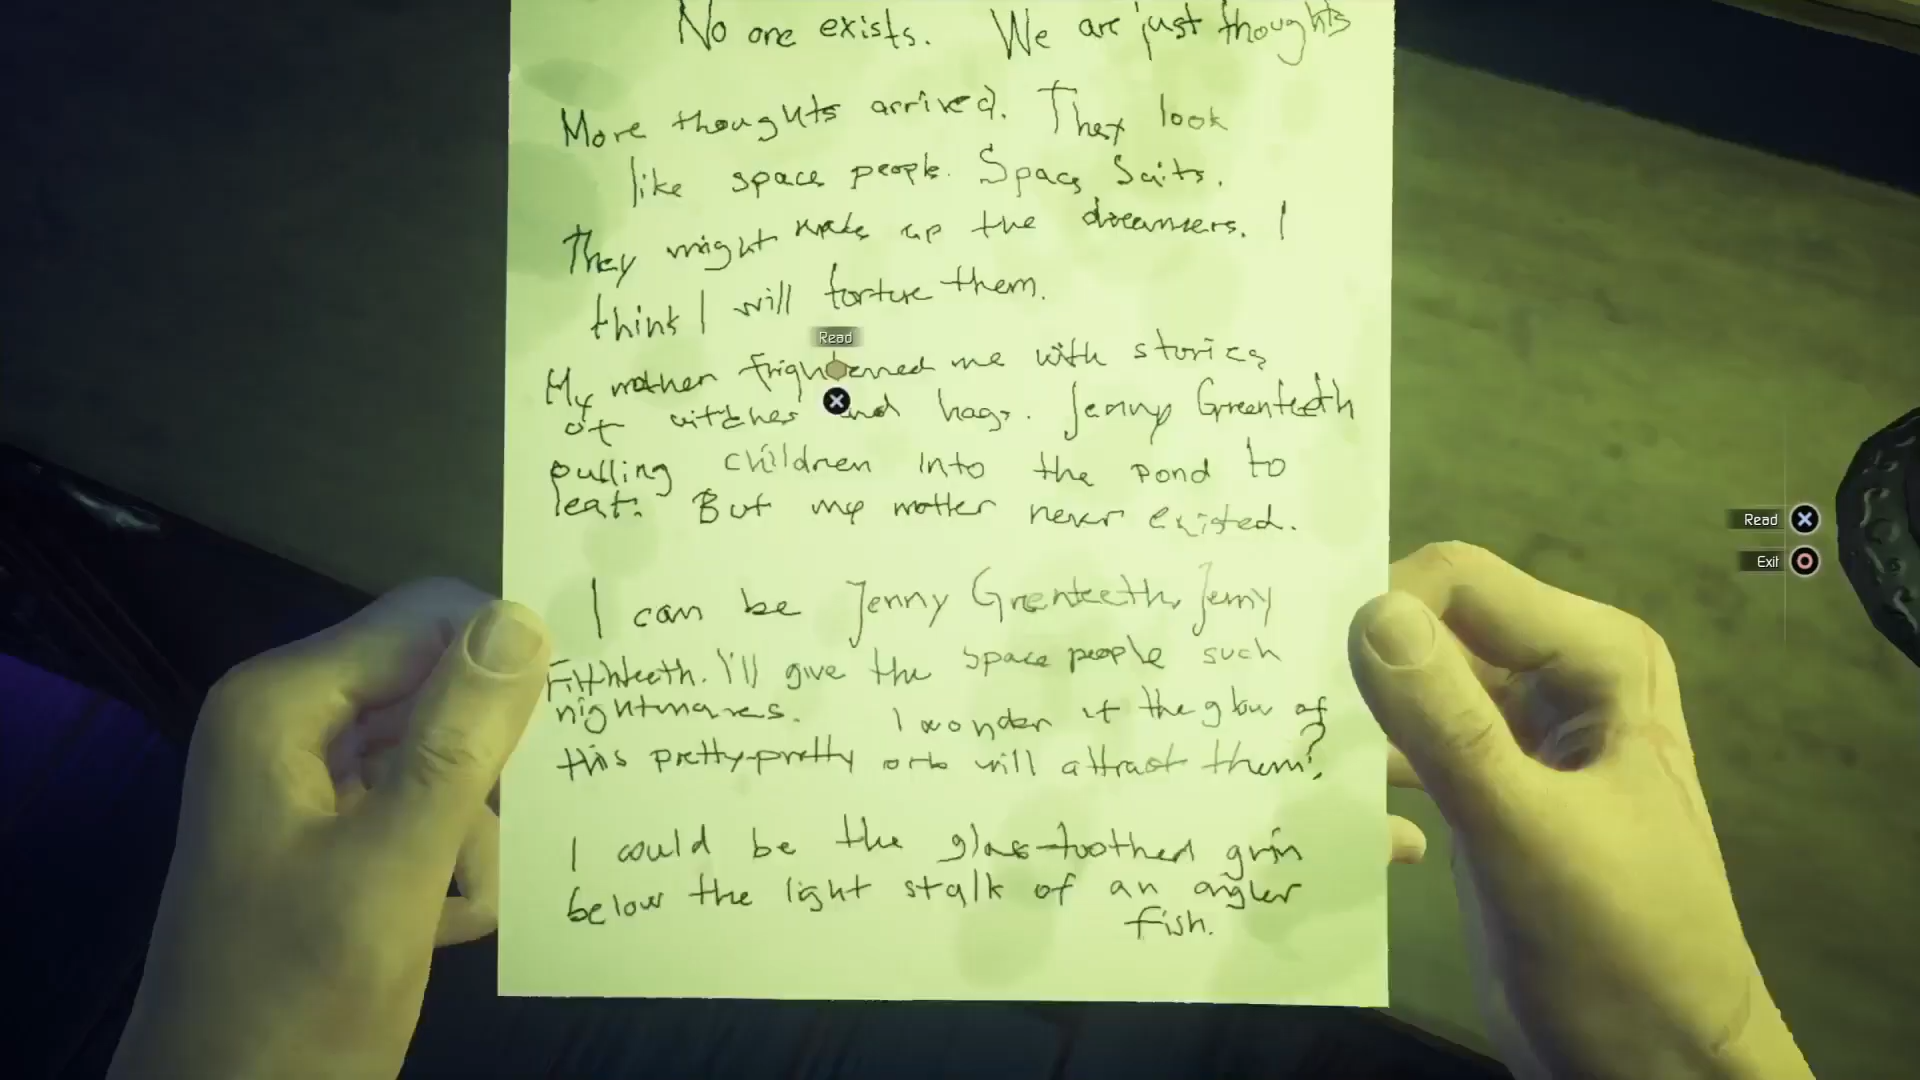 No one exists. We are just thoughts
More thoughts arrived. They look
like space people. Space Suits.
They might wake up the dreamers. I
think I will torture them.
Read
My mother frightened me with stories
of witches and hags. Jenny Greenteeth
pulling children into the pond to
eat. But my mother never existed.
Read
Exit
I can be Jenny Greenteeth, Jenny
Filthteeth. I'll give the space people such
nightmares. I wonder if the glow of
this pretty-pretty orb will attract them?
I could be the glass-toothed grin
below the light stalk of an angler
fish.